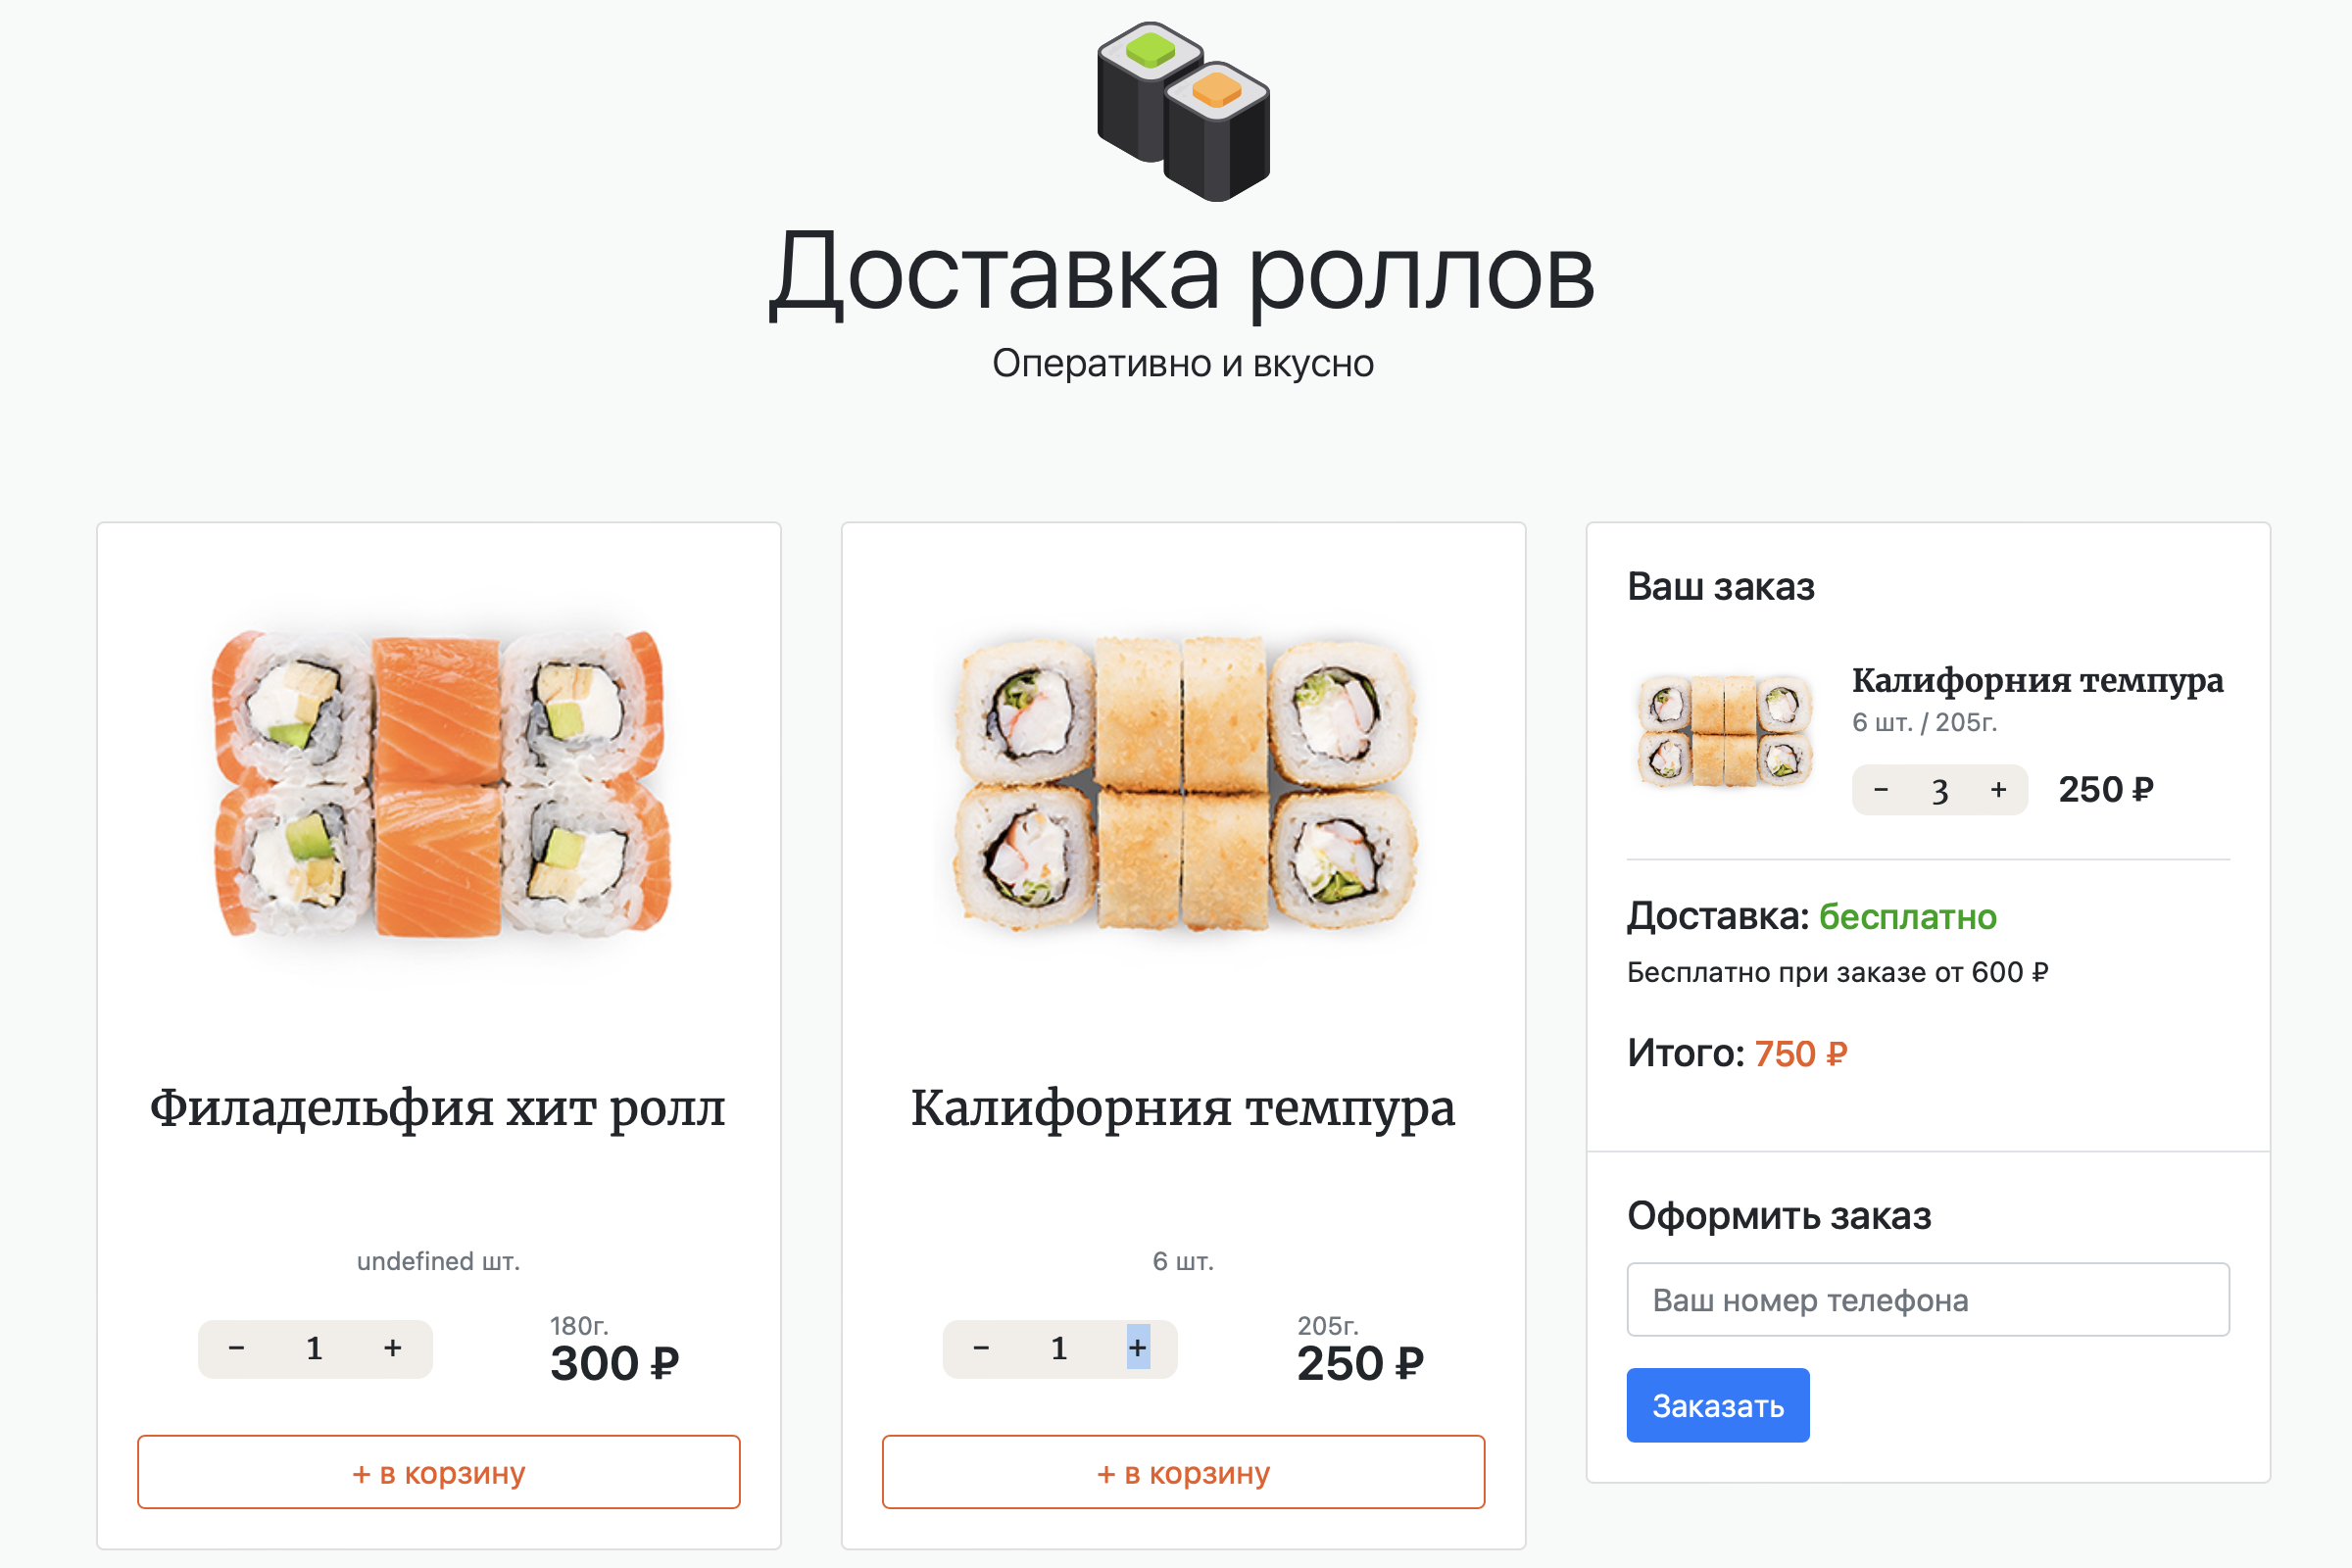 Доставка роллов
Оперативно и вкусно
Филадельфия хит ролл
undefined шт.
- 1 +
180г.
300 ₽
+ в корзину
Калифорния темпура
6 шт.
- 1 +
205г.
250 ₽
+ в корзину
Ваш заказ
Калифорния темпура
6 шт. / 205г.
- 3 + 250 ₽
Доставка: бесплатно
Бесплатно при заказе от 600 ₽
Итого: 750 ₽
Оформить заказ
Ваш номер телефона
Заказать